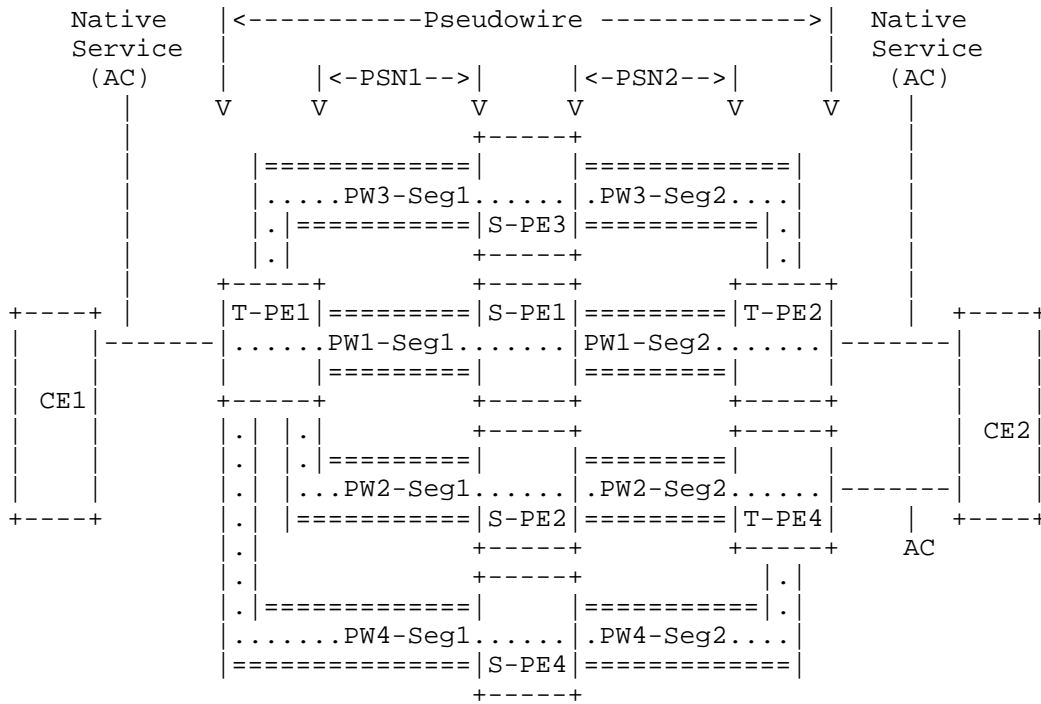 Native |<-----------Pseudowire ------------->| Native
Service | | Service
(AC) | |<-PSN1-->| |<-PSN2-->| | (AC)
| V V V V V V |
| +-----+ |
| |=============| |=============| |
| |.....PW3-Seg1......|.PW3-Seg2....| |
| |.|===========|S-PE3|===========|.| |
| |.| +-----+ |.| |
| +-----+ +-----+ +-----+ |
+----+ | |T-PE1|=========|S-PE1|=========|T-PE2| | +----+
| |-------|......PW1-Seg1.......|PW1-Seg2.......|-------| |
| | | |=========| |=========| | | |
| CE1| +-----+ +-----+ +-----+ | |
| | |.| |.| +-----+ +-----+ | CE2|
| | |.| |.|=========| |=========| | | |
| | |.| |...PW2-Seg1......|.PW2-Seg2......|-------| |
+----+ |.| |===========|S-PE2|=========|T-PE4| | +----+
|.| +-----+ +-----+ AC
|.| +-----+ |.|
|.|=============| |===========|.|
|.......PW4-Seg1......|.PW4-Seg2....|
|===============|S-PE4|=============|
+-----+